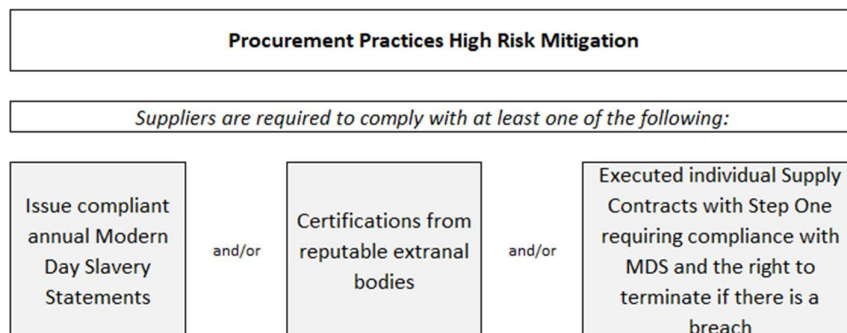 Procurement Practices High Risk Mitigation
Suppliers are required to comply with at least one of the following:
Issue compliant
annual Modern
Day Slavery
Statements
and/or
Certifications from
reputable extranal
bodies
and/or
Executed individual Supply
Contracts with Step One
requiring compliance with
MDS and the right to
terminate if there is a
breach